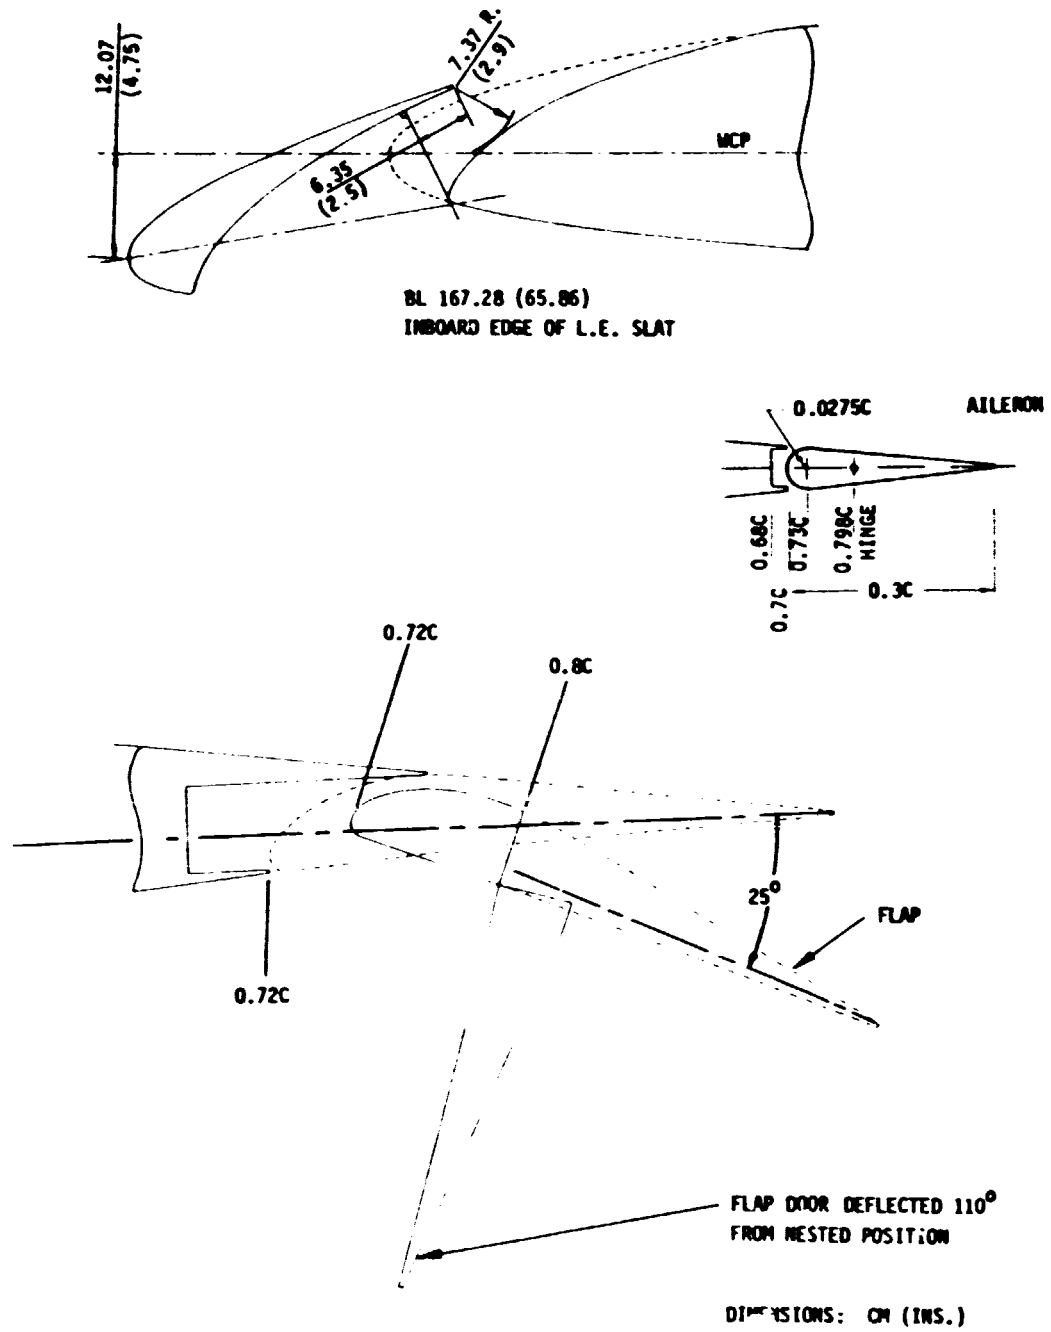 12.07
(4.75)
7.37 R.
(2.9)
WCP
6.35
(2.5)
BL 167.28 (65.86)
INBOARD EDGE OF L.E. SLAT
0.0275C
AILERON
0.68C
0.7C
0.73C
0.798C
HINGE
0.3C
0.72C
0.8C
25°
FLAP
0.72C
FLAP DOOR DEFLECTED 110°
FROM NESTED POSITION
DIMENSIONS: CM (INS.)